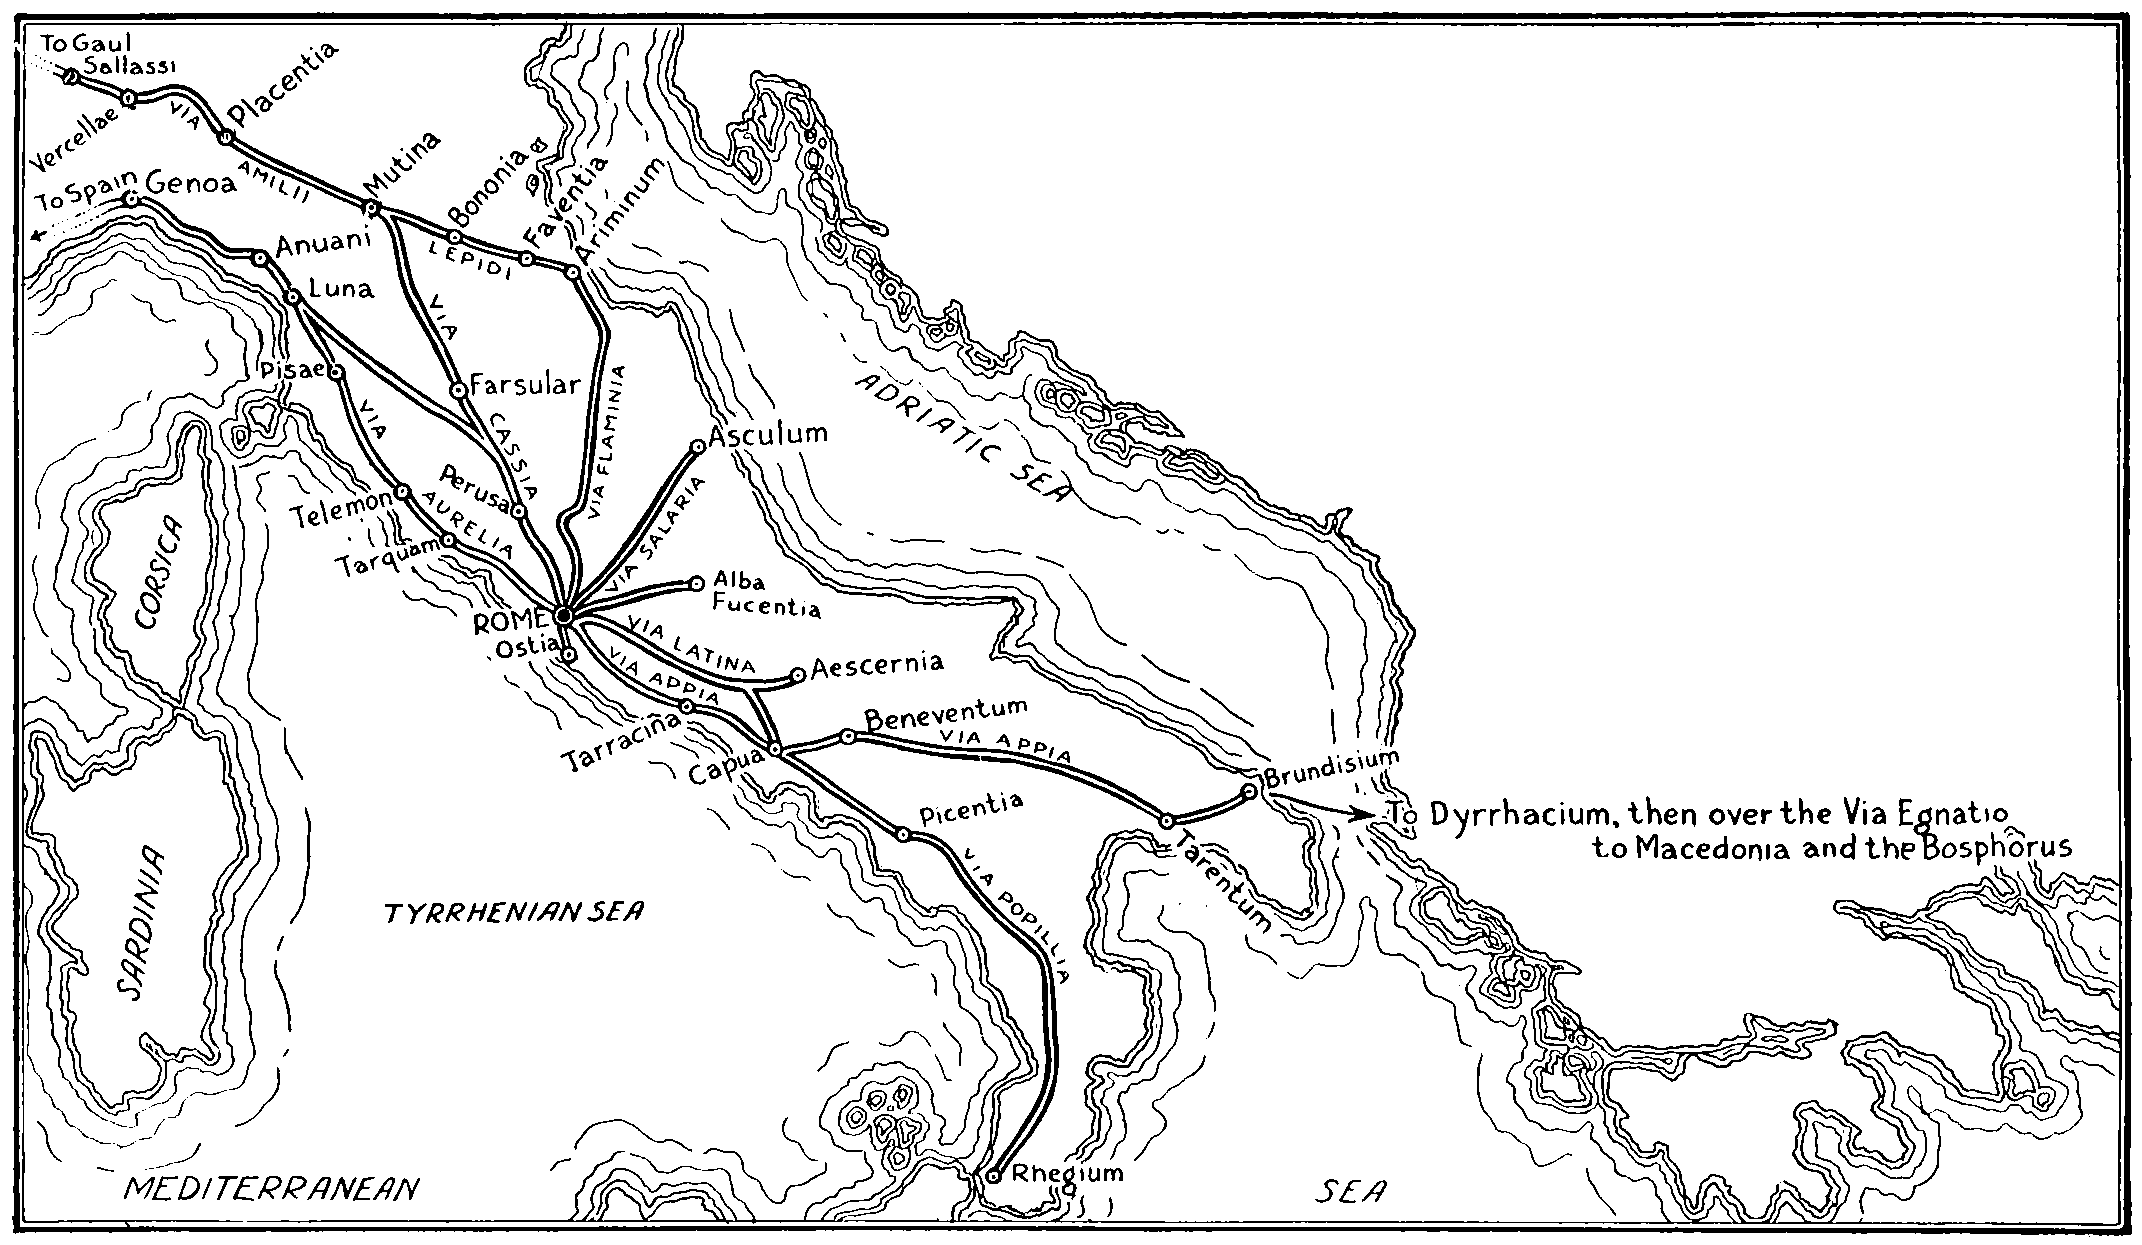 To Gaul
Sallassi
Vercellae
VIA
Placentia
AMILII
To Spain
Genoa
Mutina
Bononia
Faventia
Ariminum
LEPIDI
Anuani
Luna
Pisae
VIA
Farsular
CASSIA
VIA FLAMINIA
ADRIATIC SEA
Asculum
VIA
AURELIA
Telemon
Perusa
Tarquam
VIA SALARIA
CORSICA
Alba
Fucentia
ROME
Ostia
VIA LATINA
Aescernia
VIA APPIA
Tarracina
Capua
Beneventum
VIA APPIA
Brundisium
Picentia
To Dyrrhacium, then over the Via Egnatio
to Macedonia and the Bosphorus
Tarentum
VIA POPILLIA
SARDINIA
TYRRHENIAN SEA
Rhegium
MEDITERRANEAN
SEA